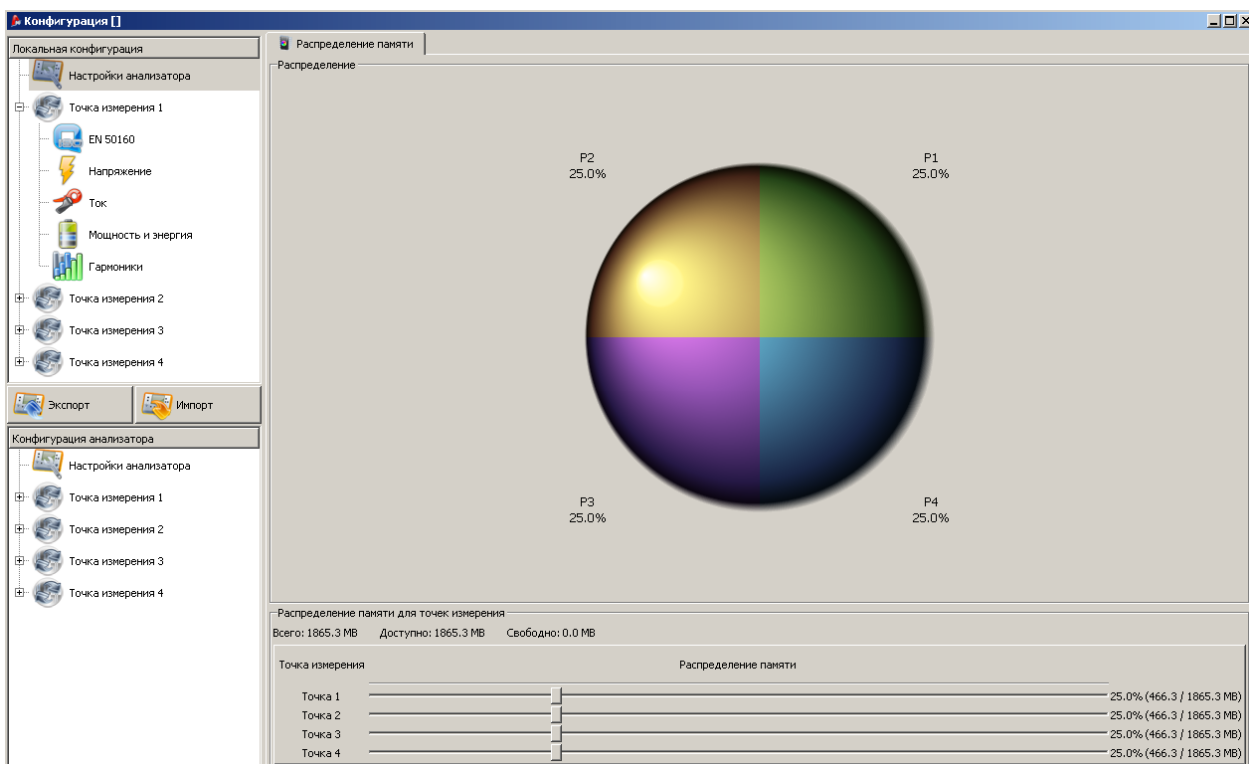 Конфигурация []
Локальная конфигурация
Настройки анализатора
Точка измерения 1
EN 50160
Напряжение
Ток
Мощность и энергия
Гармоники
Точка измерения 2
Точка измерения 3
Точка измерения 4
Экспорт
Импорт
Конфигурация анализатора
Настройки анализатора
Точка измерения 1
Точка измерения 2
Точка измерения 3
Точка измерения 4
Распределение памяти
Распределение
P2
25.0%
P1
25.0%
P3
25.0%
P4
25.0%
Распределение памяти для точек измерения
Всего: 1865.3 MB Доступно: 1865.3 MB Свободно: 0.0 MB
Точка измерения Распределение памяти
Точка 1 25.0% (466.3 / 1865.3 MB)
Точка 2 25.0% (466.3 / 1865.3 MB)
Точка 3 25.0% (466.3 / 1865.3 MB)
Точка 4 25.0% (466.3 / 1865.3 MB)